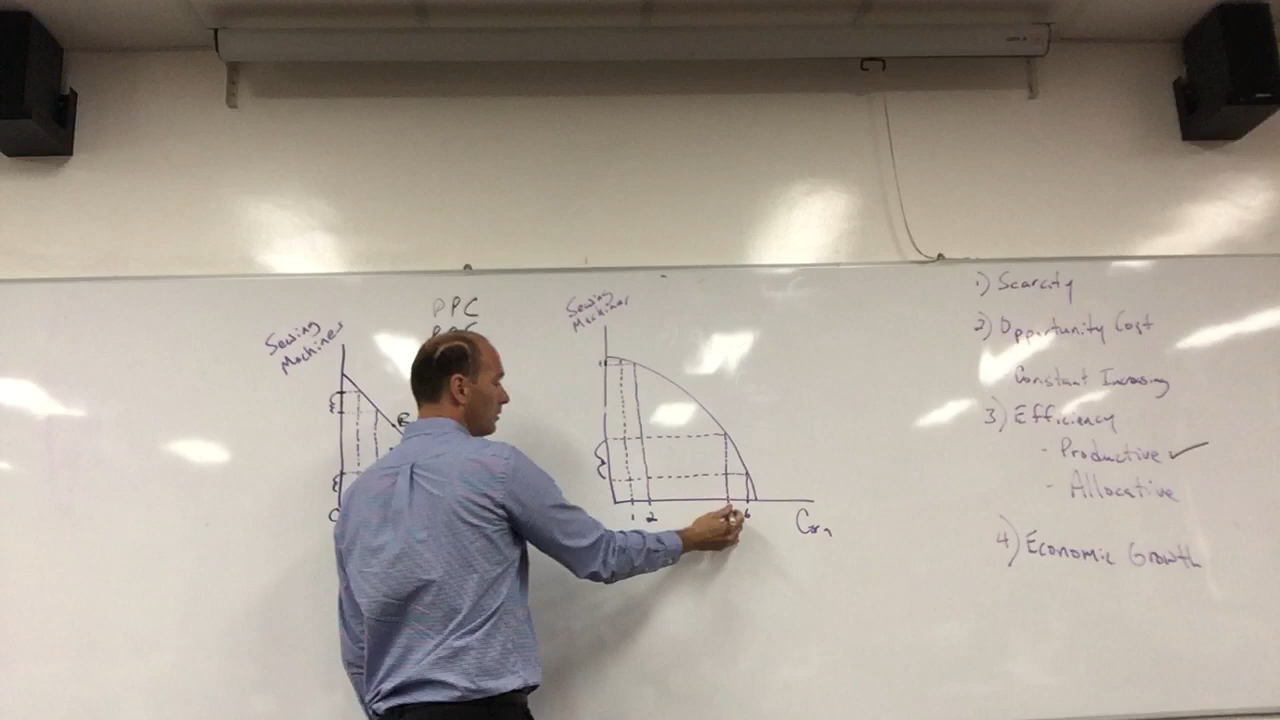 PPC
Sewing
Machines
Sewing
Machines
1 2 6
Corn
1) Scarcity
2) Opportunity Cost
Constant Increasing
3) Efficiency
- Productive ✓
- Allocative
4) Economic Growth